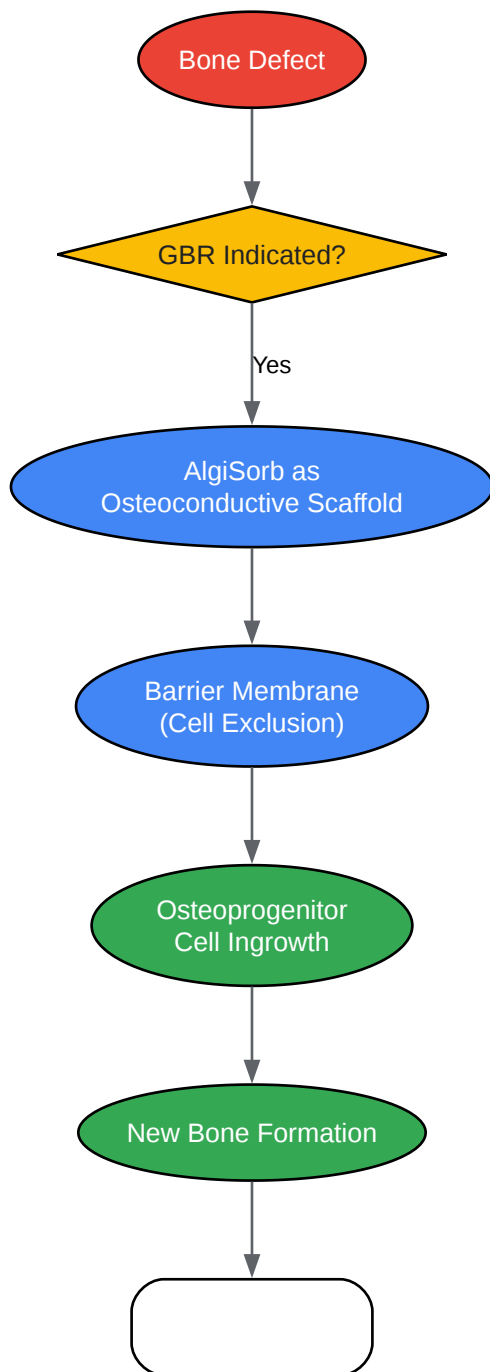 Bone Defect
GBR Indicated?
Yes
AlgiSorb as
Osteoconductive Scaffold
Barrier Membrane
(Cell Exclusion)
Osteoprogenitor
Cell Ingrowth
New Bone Formation